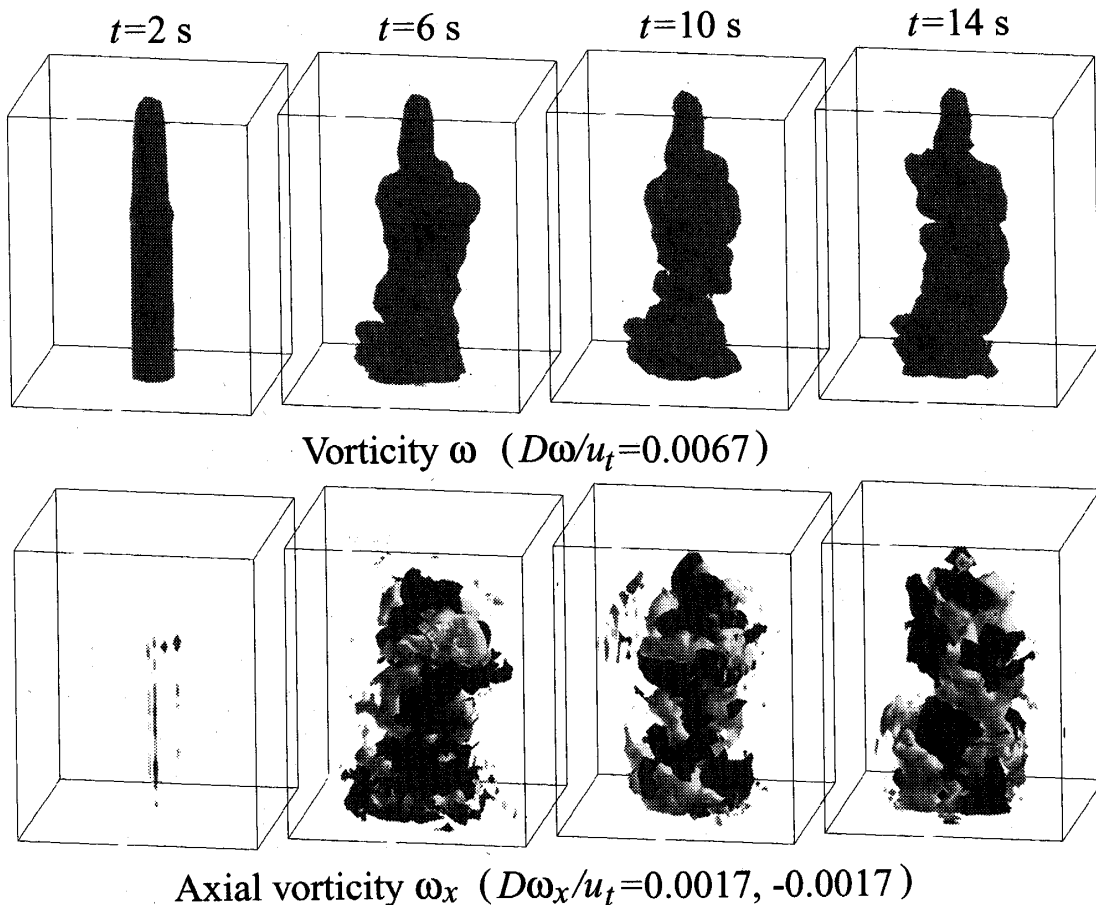 t=2 s t=6 s t=10 s t=14 s
Vorticity ω (Dω/uₜ=0.0067)
Axial vorticity ωₓ (Dωₓ/uₜ=0.0017, -0.0017)